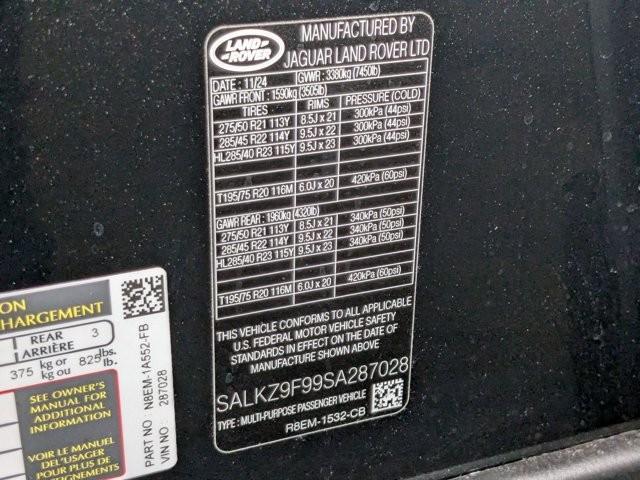 LAND ROVER
MANUFACTURED BY
JAGUAR LAND ROVER LTD
DATE : 11/24 GVWR : 3380kg (7450lb)
GAWR FRONT : 1590kg (3505lb)
TIRES RIMS PRESSURE (COLD)
275/50 R21 113Y 8.5J x 21 300kPa (44psi)
285/45 R22 114Y 9.5J x 22 300kPa (44psi)
HL285/40 R23 115Y 9.5J x 23 300kPa (44psi)
T195/75 R20 116M 6.0J x 20 420kPa (60psi)
GAWR REAR : 1960kg (4320lb)
275/50 R21 113Y 8.5J x 21 340kPa (50psi)
285/45 R22 114Y 9.5J x 22 340kPa (50psi)
HL285/40 R23 115Y 9.5J x 23 340kPa (50psi)
T195/75 R20 116M 6.0J x 20 420kPa (60psi)
THIS VEHICLE CONFORMS TO ALL APPLICABLE
U.S. FEDERAL MOTOR VEHICLE SAFETY
STANDARDS IN EFFECT ON THE DATE OF
MANUFACTURE SHOWN ABOVE
SALKZ9F99SA287028
TYPE : MULTI-PURPOSE PASSENGER VEHICLE
R8EM-1532-CB
ION
CHARGEMENT
REAR
ARRIÈRE 3
375 kg or
kg ou 825 lbs.
lb.
SEE OWNER'S
MANUAL FOR
ADDITIONAL
INFORMATION
VOIR LE MANUEL
DEL'USAGER
POUR PLUS DE
PART NO N8EM-1A552-FB
VIN NO 287028